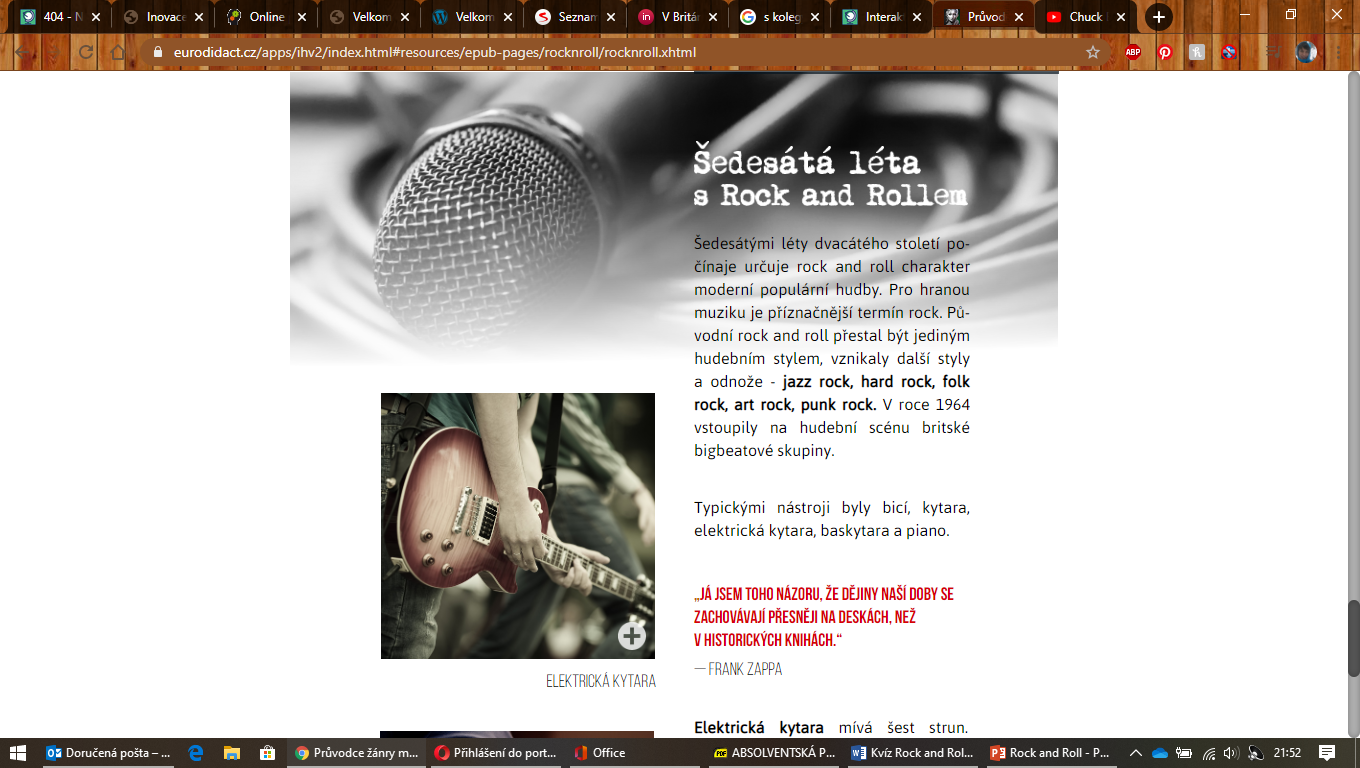 404 - N
Inovace
Online
Velkom
Velkom
Seznam
V Britán
s koleg
Interakt
Průvod
Chuck
eurodidact.cz/apps/ihv2/index.html#resources/epub-pages/rocknroll/rocknroll.xhtml
ABP
Šedesátá léta
s Rock and Rollem
Šedesátými léty dvacátého století po-
čínaje určuje rock and roll charakter
moderní populární hudby. Pro hranou
muziku je příznačnější termín rock. Pů-
vodní rock and roll přestal být jediným
hudebním stylem, vznikaly další styly
a odnože - jazz rock, hard rock, folk
rock, art rock, punk rock. V roce 1964
vstoupily na hudební scénu britské
bigbeatové skupiny.
Typickými nástroji byly bicí, kytara,
elektrická kytara, baskytara a piano.
„JÁ JSEM TOHO NÁZORU, ŽE DĚJINY NAŠÍ DOBY SE
ZACHOVÁVAJÍ PŘESNĚJI NA DESKÁCH, NEŽ
V HISTORICKÝCH KNIHÁCH.“
— FRANK ZAPPA
ELEKTRICKÁ KYTARA
Elektrická kytara mívá šest strun.
Doručená pošta – ...
Průvodce žánry m...
Přihlášení do port...
Office
ABSOLVENTSKÁ P...
Kvíz Rock and Rol...
Rock and Roll - P...
21:52